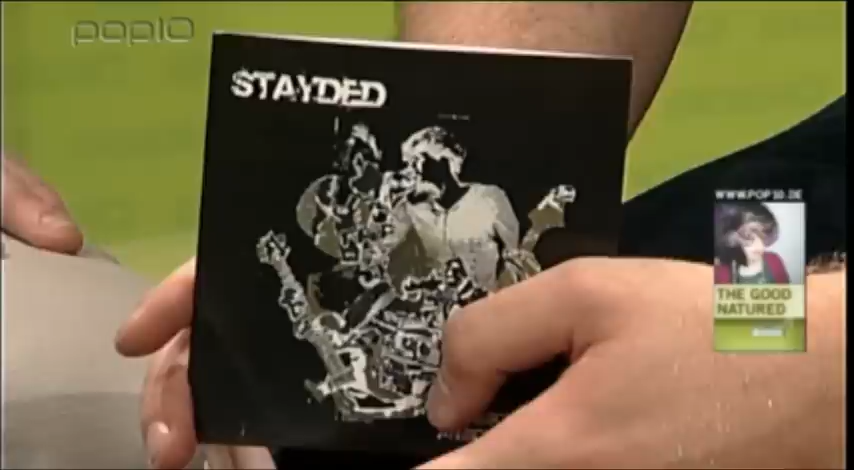 pop10
STAYDED
WWW.POP10.DE
THE GOOD
NATURED